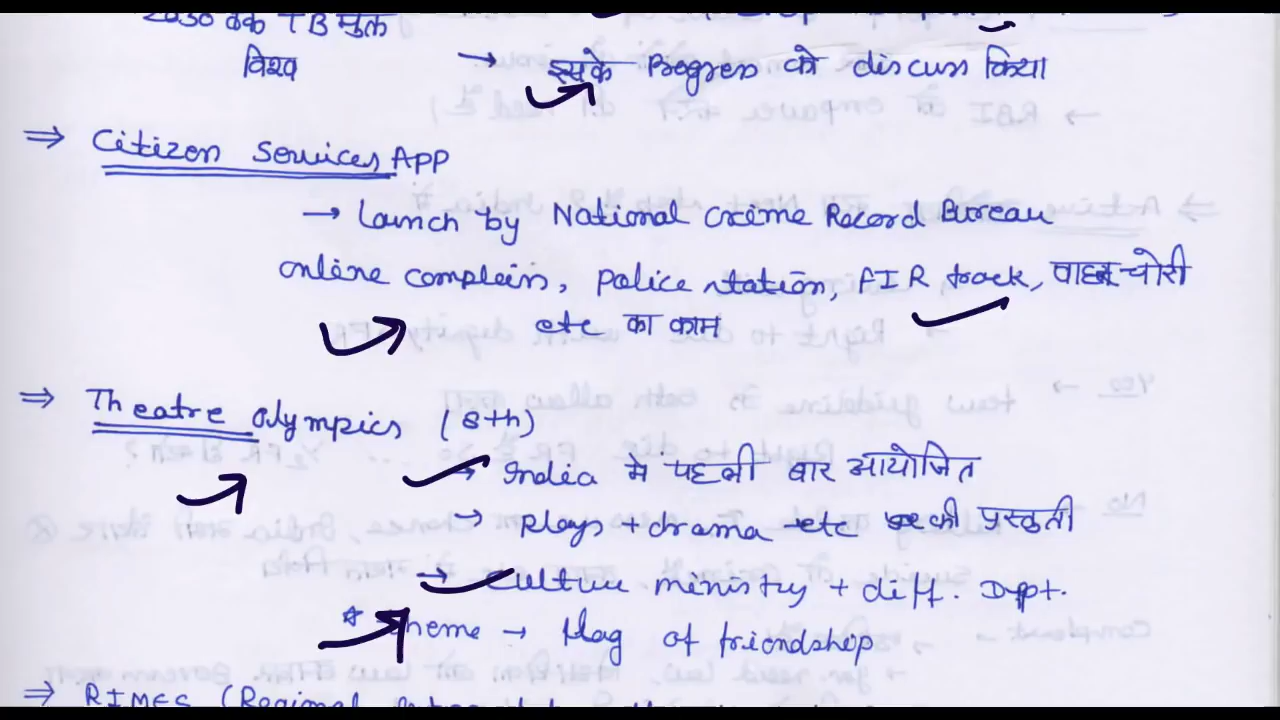 2030 तक TB मुक्त
विश्व → इसके Progress को discuss किया
⇒ Citizen Services APP
→ Launch by National crime Record Bureau
online complein, police station, FIR track, वाहन चोरी
etc का काम
⇒ Theatre Olympics (8th)
→ India मे पहली बार आयोजित
→ Plays + drama etc की प्रस्तुती
→ Culture ministry + diff. Dept.
* Theme → flag of friendship
⇒ RIMES (Regional